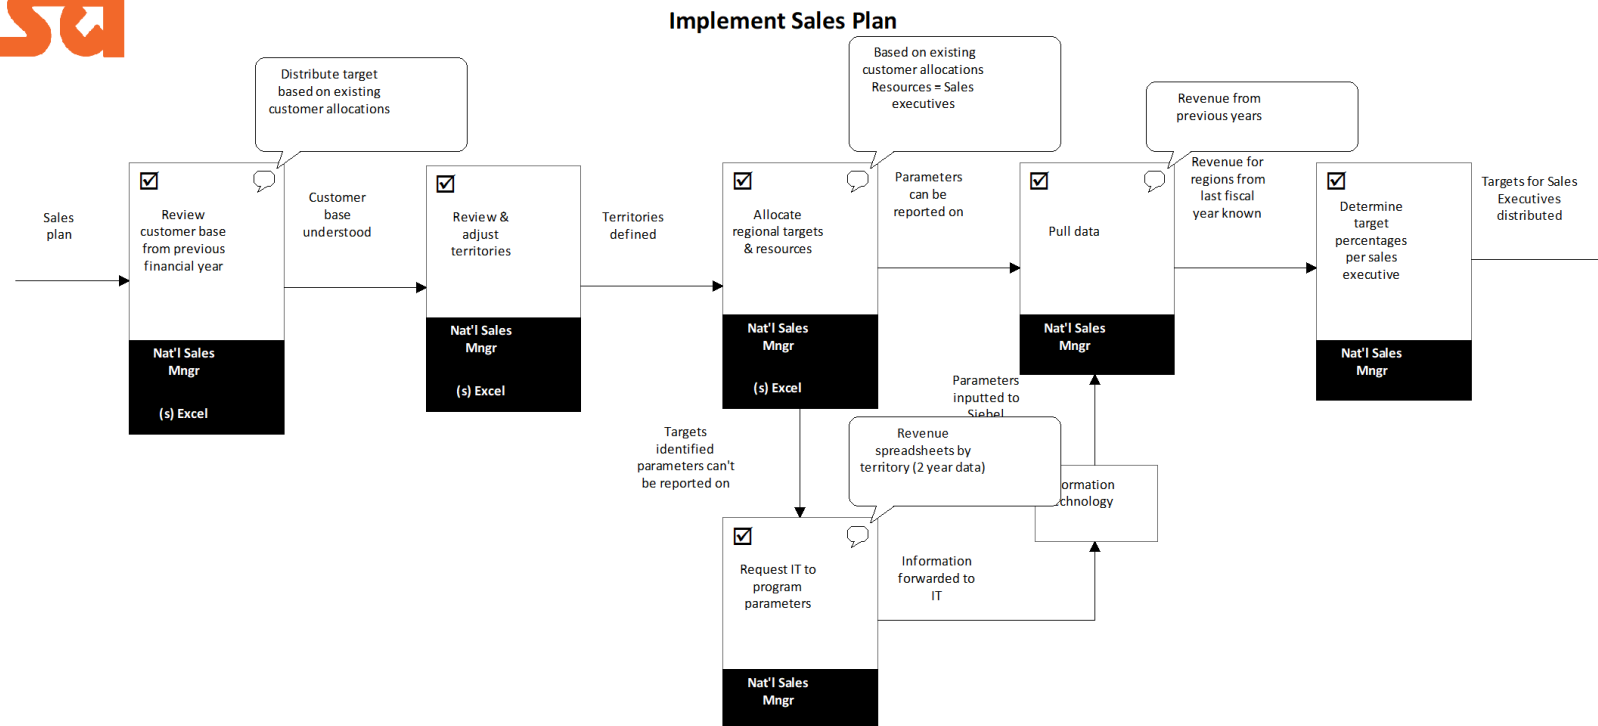 sa
Implement Sales Plan
Distribute target
based on existing
customer allocations
Based on existing
customer allocations
Resources = Sales
executives
Revenue from
previous years
Sales
plan
Review
customer base
from previous
financial year
Nat'l Sales
Mngr
(s) Excel
Customer
base
understood
Review &
adjust
territories
Nat'l Sales
Mngr
(s) Excel
Territories
defined
Allocate
regional targets
& resources
Nat'l Sales
Mngr
(s) Excel
Parameters
can be
reported on
Pull data
Nat'l Sales
Mngr
Revenue for
regions from
last fiscal
year known
Determine
target
percentages
per sales
executive
Nat'l Sales
Mngr
Targets for Sales
Executives
distributed
Targets
identified
parameters can't
be reported on
Parameters
inputted to
Siebel
Revenue
spreadsheets by
territory (2 year data)
ormation
chnology
Request IT to
program
parameters
Nat'l Sales
Mngr
Information
forwarded to
IT